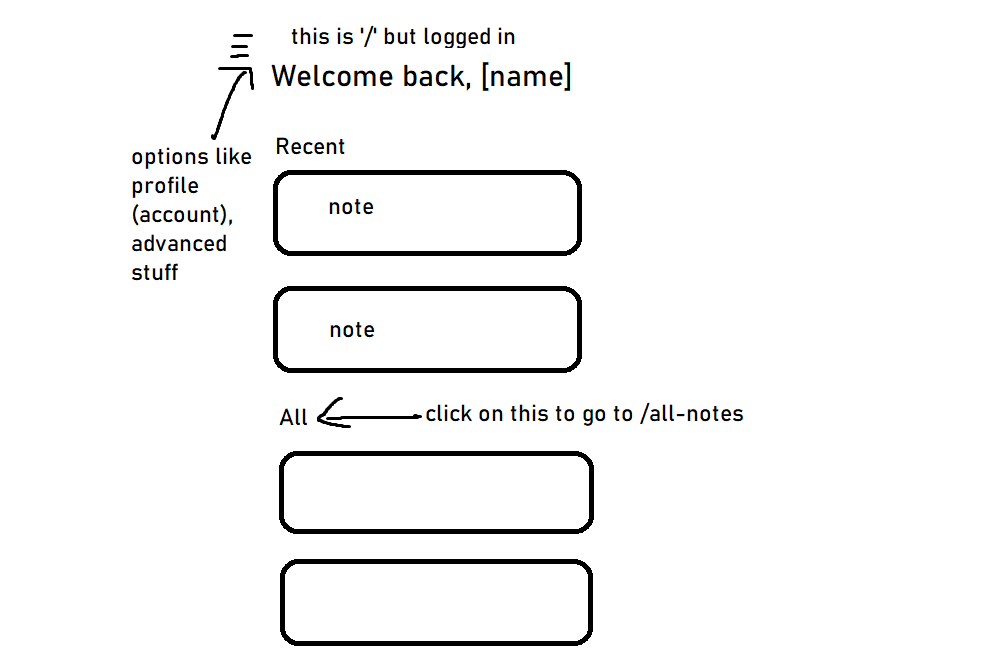 this is '/' but logged in
Welcome back, [name]
options like
profile
(account),
advanced
stuff
Recent
note
note
All
click on this to go to /all-notes